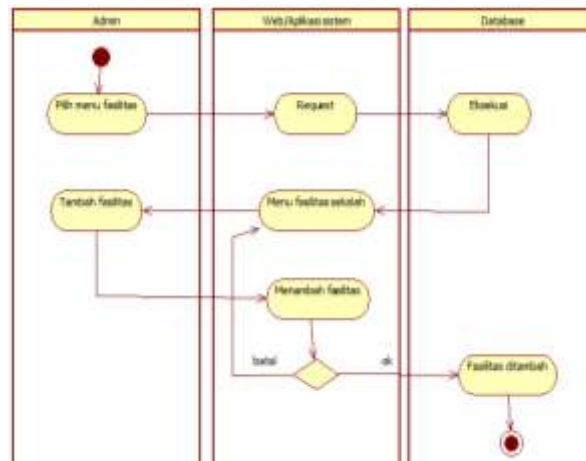 Admin
Web/Aplikasi sistem
Database
Pilih menu fasilitas
Request
Eksekusi
Tambah fasilitas
Menu fasilitas sekolah
Menambah fasilitas
batal
ok
Fasilitas ditambah